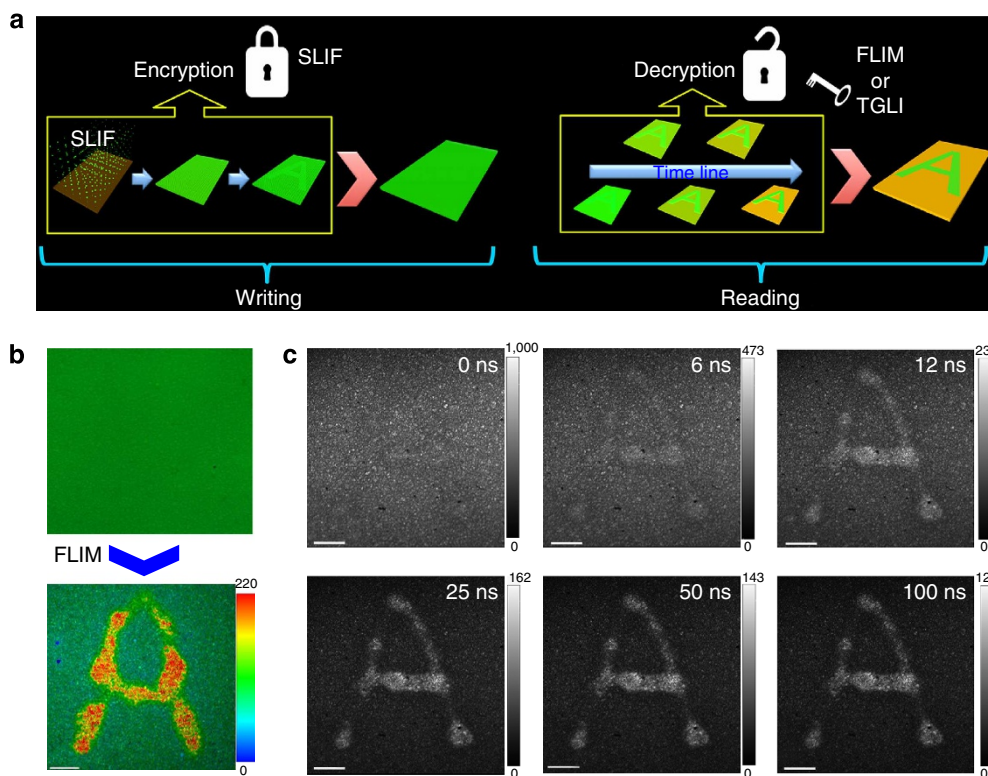 a
Encryption
SLIF
SLIF
Writing
Decryption
FLIM
or
TGLI
Time line
Reading
b
FLIM
220
0
c
0 ns
1,000
0
6 ns
473
0
12 ns
0
25 ns
162
0
50 ns
143
0
100 ns
0